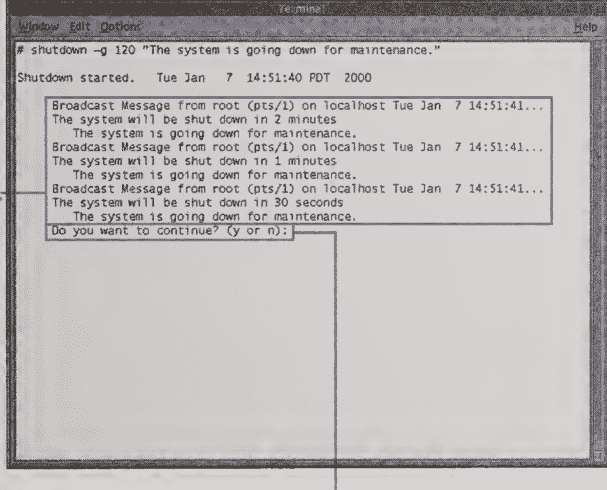 Terminal
Window Edit Options Help
# shutdown -g 120 "The system is going down for maintenance."
Shutdown started. Tue Jan 7 14:51:40 PDT 2000
Broadcast Message from root (pts/1) on localhost Tue Jan 7 14:51:41...
The system will be shut down in 2 minutes
The system is going down for maintenance.
Broadcast Message from root (pts/1) on localhost Tue Jan 7 14:51:41...
The system will be shut down in 1 minutes
The system is going down for maintenance.
Broadcast Message from root (pts/1) on localhost Tue Jan 7 14:51:41...
The system will be shut down in 30 seconds
The system is going down for maintenance.
Do you want to continue? (y or n):